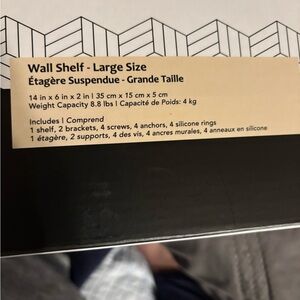 Wall Shelf - Large Size
Étagère Suspendue - Grande Taille
14 in x 6 in x 2 in | 35 cm x 15 cm x 5 cm
Weight Capacity 8.8 lbs | Capacité de Poids: 4 kg
Includes | Comprend
1 shelf, 2 brackets, 4 screws, 4 anchors, 4 silicone rings
1 étagère, 2 supports, 4 des vis, 4 ancres murales, 4 anneaux en silicone